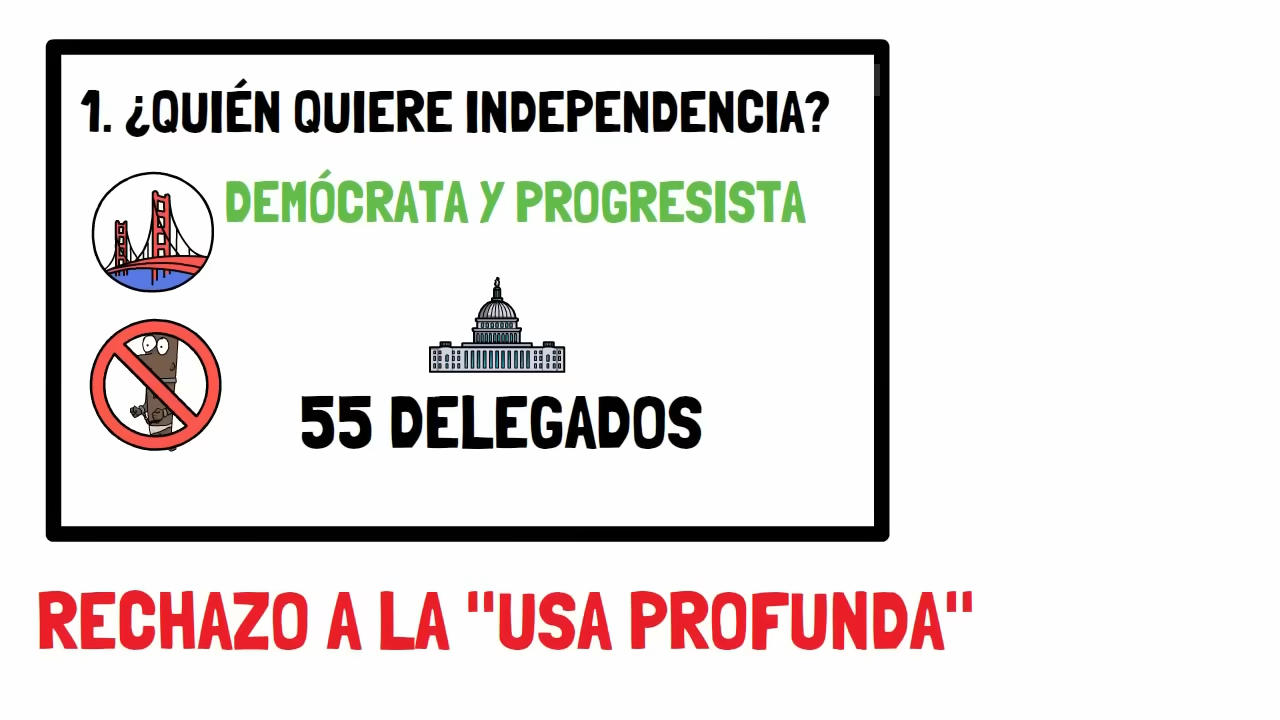 1. ¿QUIÉN QUIERE INDEPENDENCIA?
DEMÓCRATA Y PROGRESISTA
55 DELEGADOS
RECHAZO A LA "USA PROFUNDA"